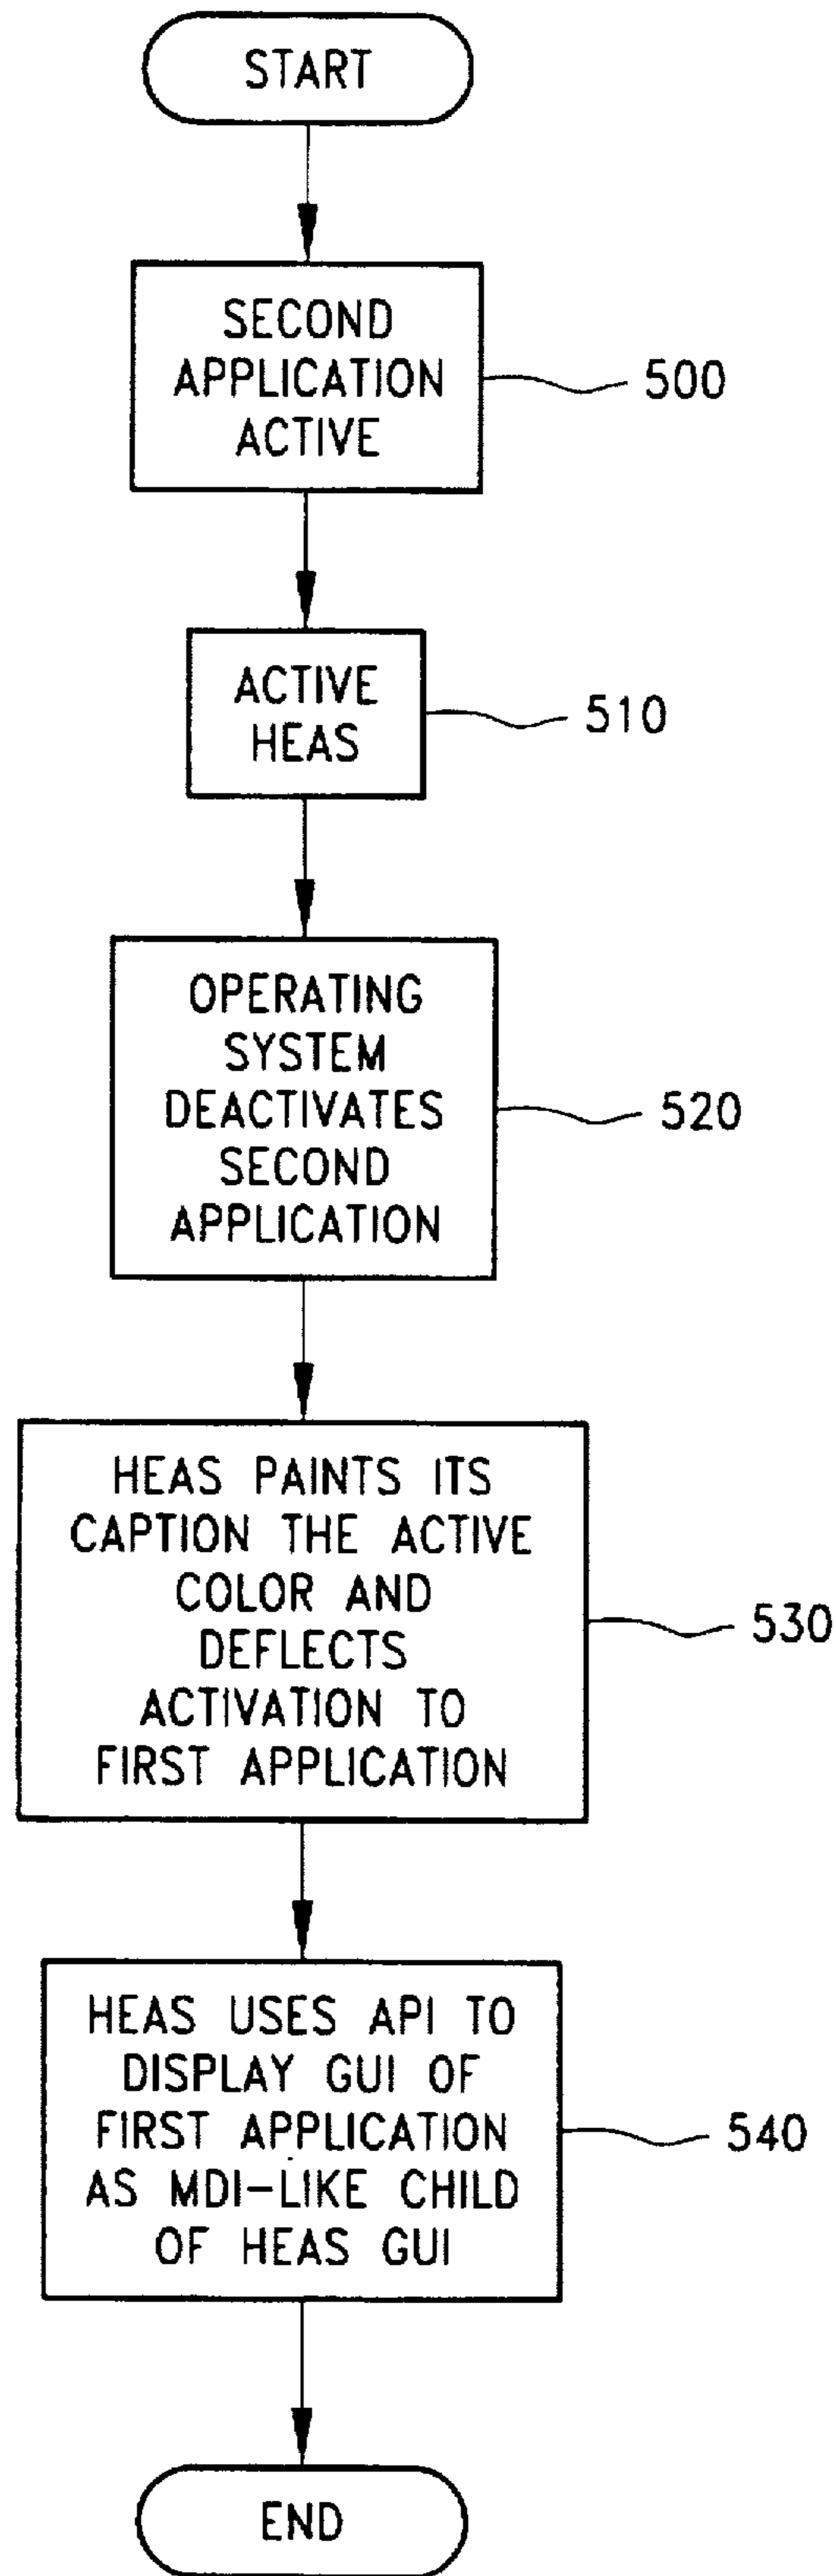 START
SECOND
APPLICATION
ACTIVE
500
ACTIVE
HEAS
510
OPERATING
SYSTEM
DEACTIVATES
SECOND
APPLICATION
520
HEAS PAINTS ITS
CAPTION THE ACTIVE
COLOR AND
DEFLECTS
ACTIVATION TO
FIRST APPLICATION
530
HEAS USES API TO
DISPLAY GUI OF
FIRST APPLICATION
AS MDI-LIKE CHILD
OF HEAS GUI
540
END